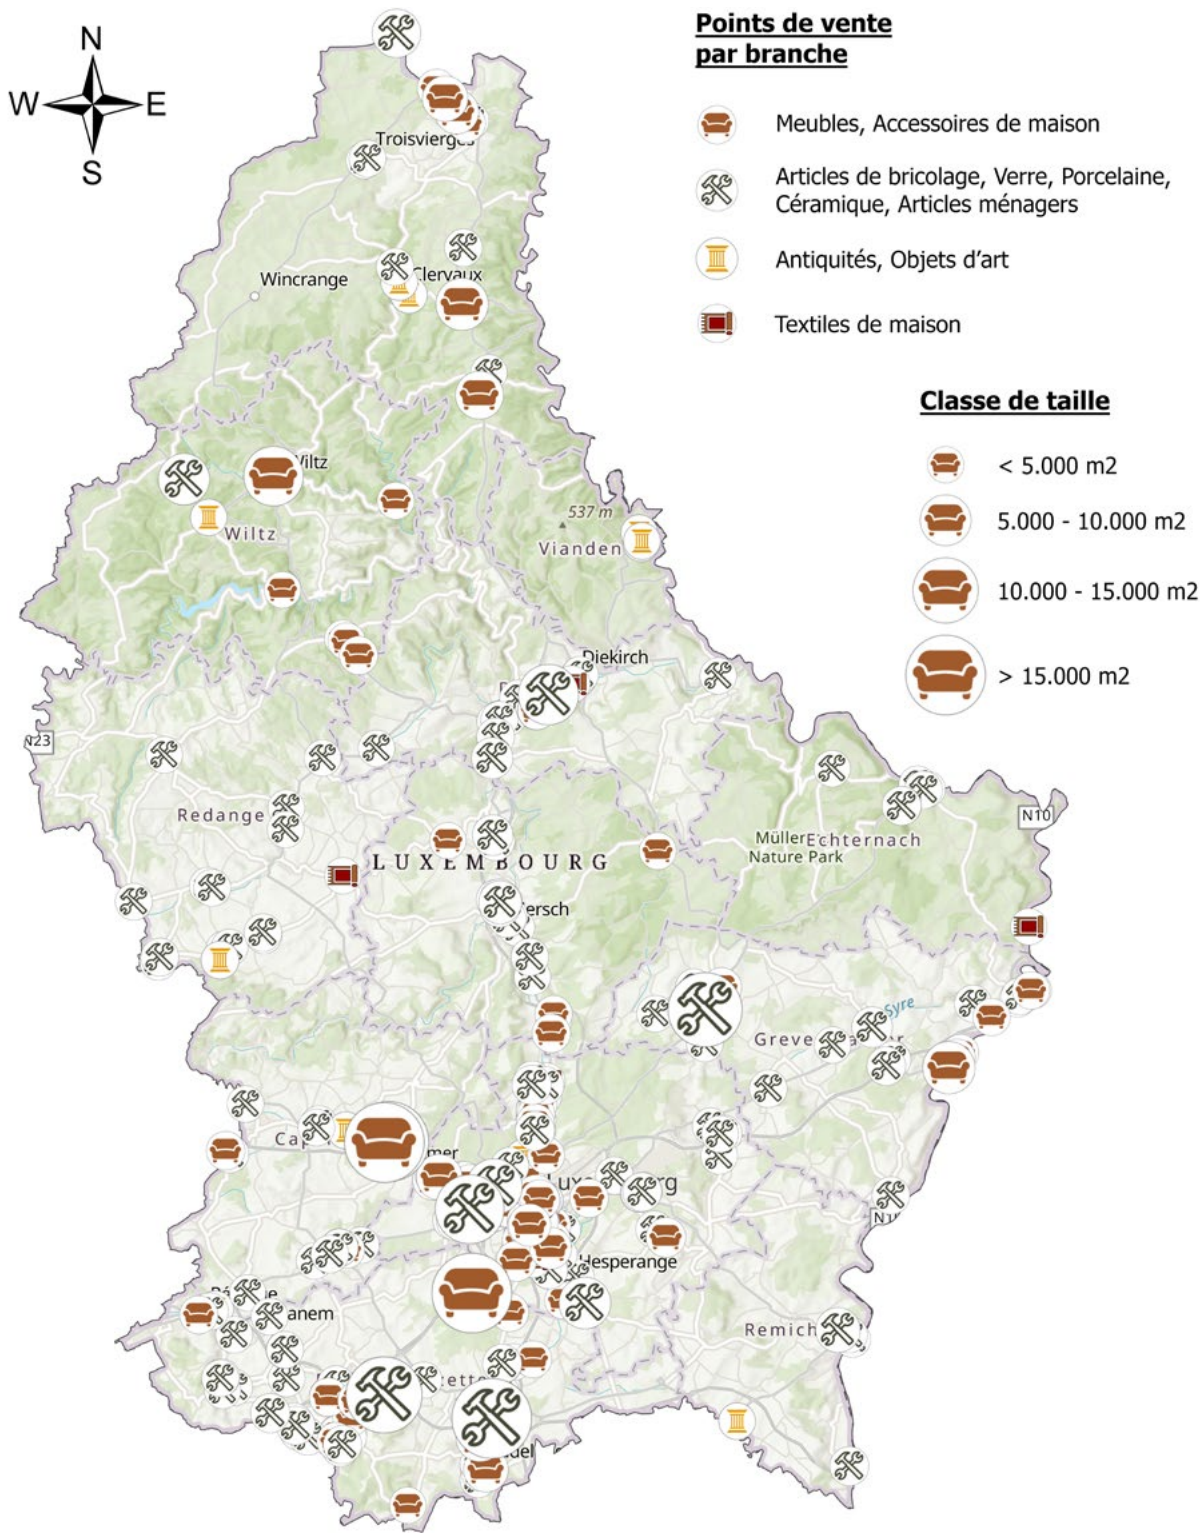 N
W E
S
Points de vente
par branche
Meubles, Accessoires de maison
Articles de bricolage, Verre, Porcelaine,
Céramique, Articles ménagers
Antiquités, Objets d'art
Textiles de maison
Classe de taille
< 5.000 m2
5.000 - 10.000 m2
10.000 - 15.000 m2
> 15.000 m2
Troisvierges
Wincrange
Clervaux
Wiltz
Wiltz
537 m
Vianden
Diekirch
N23
Redange
N10
Müller
Nature Park
Echternach
LUXEMBOURG
Syre
Hesperange
Remich